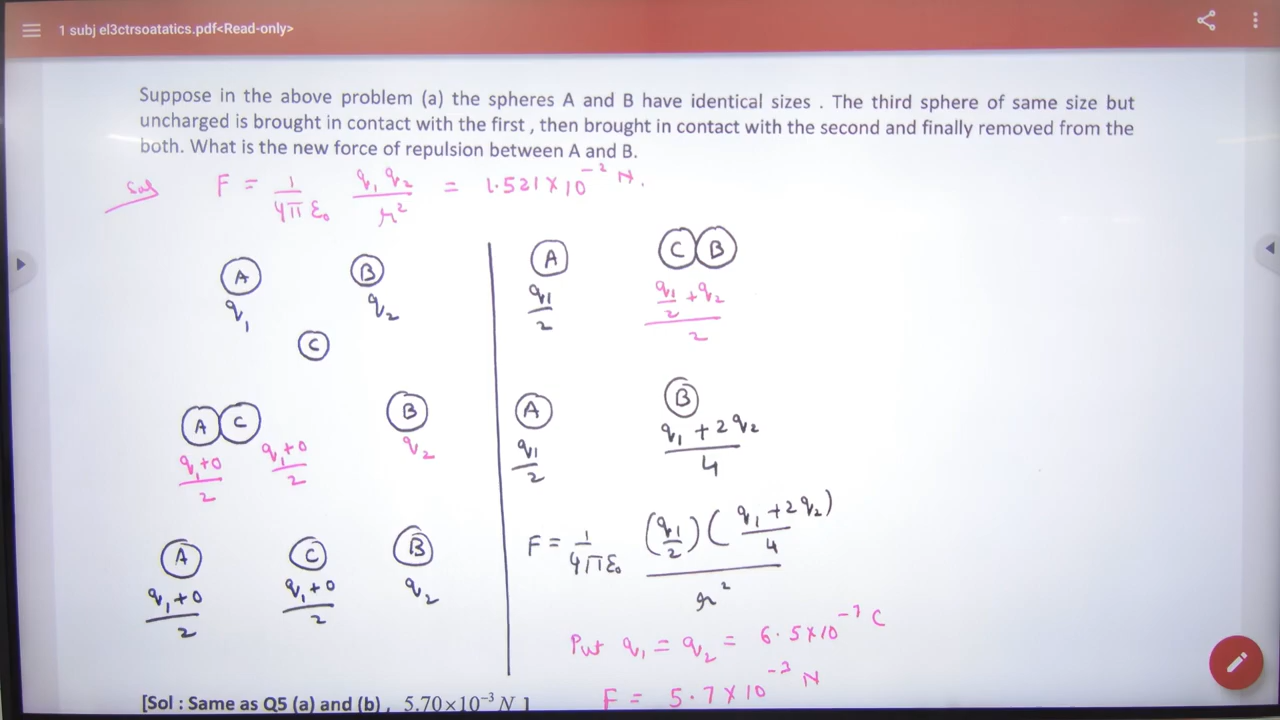 1 subj el3ctrsoatatics.pdf<Read-only>
Suppose in the above problem (a) the spheres A and B have identical sizes . The third sphere of same size but
uncharged is brought in contact with the first , then brought in contact with the second and finally removed from the
both. What is the new force of repulsion between A and B.
Sol F = 1/4πε₀ q₁q₂/r² = 1.521×10⁻² N.
A B
q₁ q₂
C
A C B
(q₁+0)/2 (q₁+0)/2 q₂
A C B
(q₁+0)/2 (q₁+0)/2 q₂
A C B
q₁/2 (q₁/2 + q₂)/2
A B
q₁/2 (q₁ + 2q₂)/4
F = 1/4πε₀ (q₁/2) ((q₁ + 2q₂)/4) / r²
Put q₁ = q₂ = 6.5×10⁻⁷ C
F = 5.7×10⁻³ N
[Sol : Same as Q5 (a) and (b) , 5.70×10⁻³ N ]